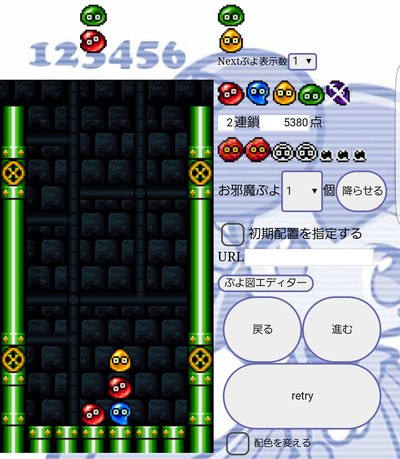 123456
Nextぷよ表示数 1 ▼
2連鎖 5380点
お邪魔ぷよ 1 ▼ 個 降らせる
初期配置を指定する
URL
ぷよ図エディター
戻る 進む
retry
配色を変える